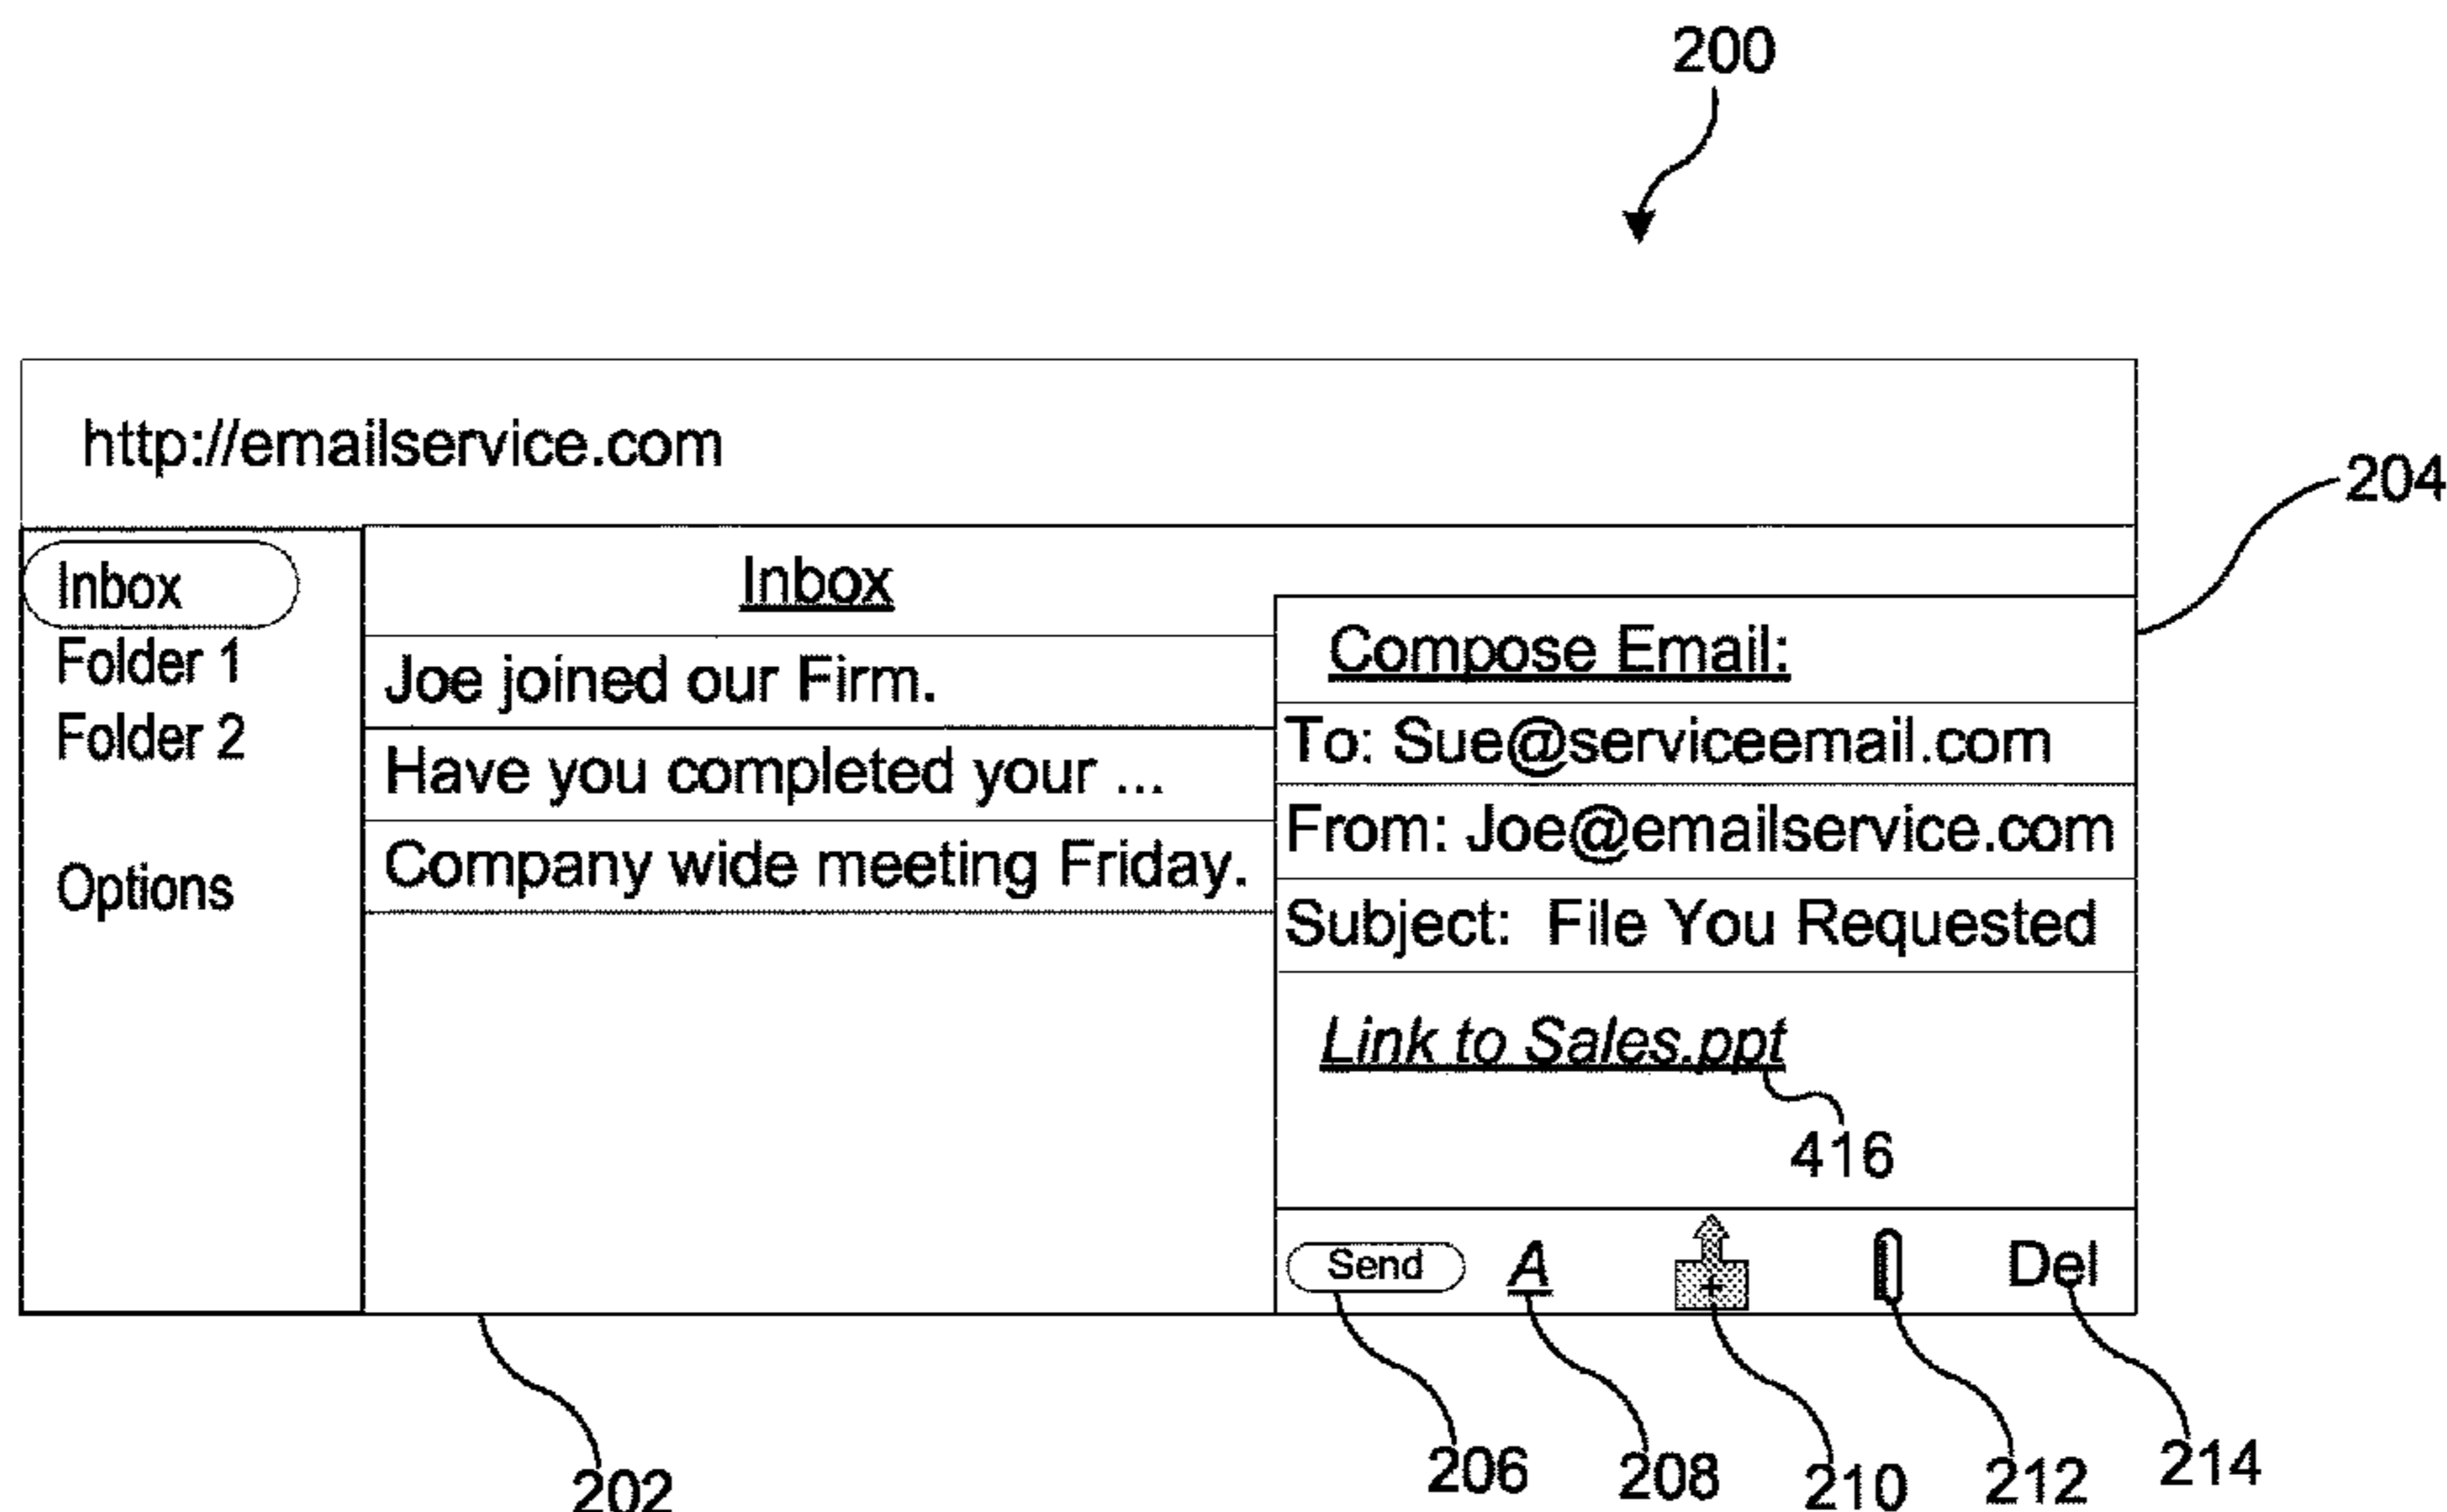 200
http://emailservice.com
204
Inbox
Folder 1
Folder 2
Options
Inbox
Joe joined our Firm.
Have you completed your ...
Company wide meeting Friday.
Compose Email:
To: Sue@serviceemail.com
From: Joe@emailservice.com
Subject: File You Requested
Link to Sales.ppt
416
Send A + Del
202 206 208 210 212 214